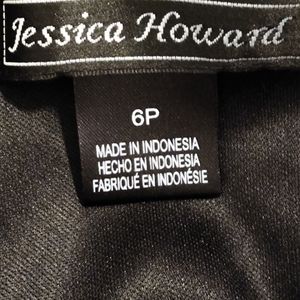 Jessica Howard
6P
MADE IN INDONESIA
HECHO EN INDONESIA
FABRIQUÉ EN INDONÉSIE